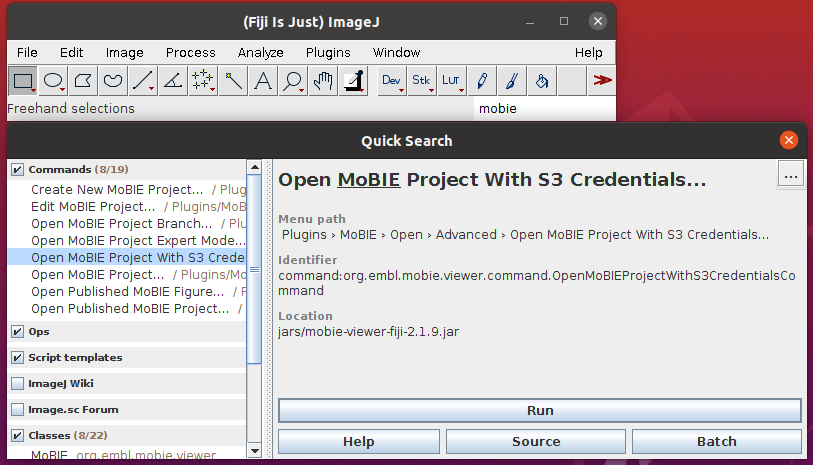 (Fiji Is Just) ImageJ
File Edit Image Process Analyze Plugins Window Help
A Dev Stk Lut
Freehand selections mobie
Quick Search
Commands (8/19)
Create New MoBIE Project... / Plug
Edit MoBIE Project... / Plugins/MoB
Open MoBIE Project Branch... / Plu
Open MoBIE Project Expert Mode...
Open MoBIE Project With S3 Crede
Open MoBIE Project... / Plugins/Mo
Open Published MoBIE Figure... / F
Open Published MoBIE Project... /
Ops
Script templates
ImageJ Wiki
Image.sc Forum
Classes (8/22)
MoBIE org.embl.mobie.viewer
Open MoBIE Project With S3 Credentials...
...
Menu path
Plugins › MoBIE › Open › Advanced › Open MoBIE Project With S3 Credentials...
Identifier
command:org.embl.mobie.viewer.command.OpenMoBIEProjectWithS3CredentialsCo
mmand
Location
jars/mobie-viewer-fiji-2.1.9.jar
Run
Help Source Batch